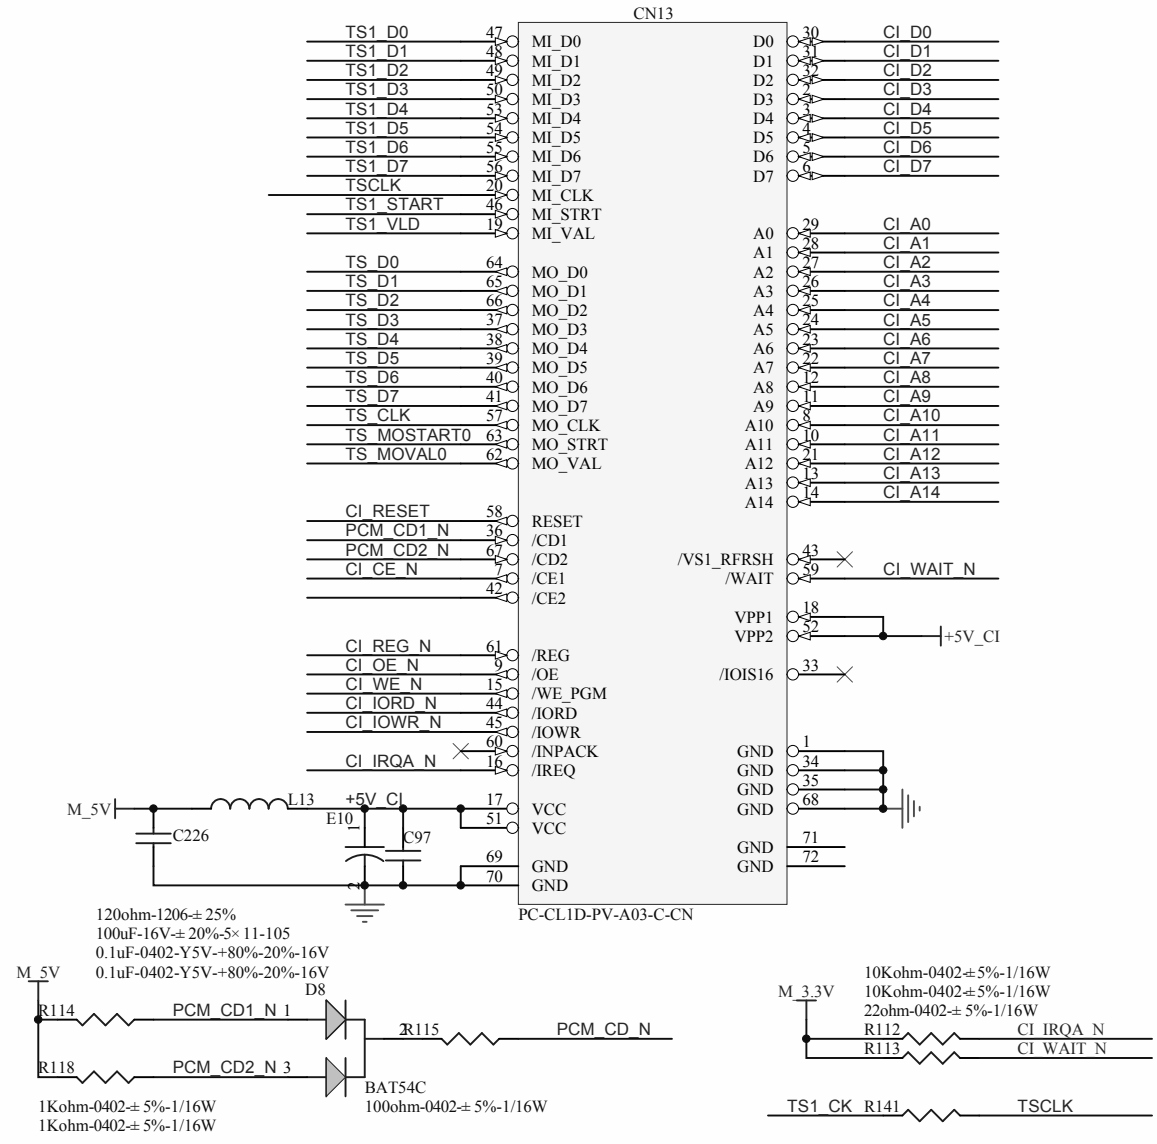 CN13
TS1_D0 47 MI_D0 D0 30 CI_D0
TS1_D1 48 MI_D1 D1 31 CI_D1
TS1_D2 49 MI_D2 D2 32 CI_D2
TS1_D3 50 MI_D3 D3 2 CI_D3
TS1_D4 53 MI_D4 D4 3 CI_D4
TS1_D5 54 MI_D5 D5 4 CI_D5
TS1_D6 55 MI_D6 D6 5 CI_D6
TS1_D7 56 MI_D7 D7 6 CI_D7
TSCLK 20 MI_CLK
TS1_START 46 MI_STRT
TS1_VLD 19 MI_VAL A0 29 CI_A0
A1 28 CI_A1
TS_D0 64 MO_D0 A2 27 CI_A2
TS_D1 65 MO_D1 A3 26 CI_A3
TS_D2 66 MO_D2 A4 25 CI_A4
TS_D3 37 MO_D3 A5 24 CI_A5
TS_D4 38 MO_D4 A6 23 CI_A6
TS_D5 39 MO_D5 A7 22 CI_A7
TS_D6 40 MO_D6 A8 12 CI_A8
TS_D7 41 MO_D7 A9 11 CI_A9
TS_CLK 57 MO_CLK A10 8 CI_A10
TS_MOSTART0 63 MO_STRT A11 10 CI_A11
TS_MOVAL0 62 MO_VAL A12 21 CI_A12
A13 13 CI_A13
A14 14 CI_A14
CI_RESET 58 RESET
PCM_CD1_N 36 /CD1
PCM_CD2_N 67 /CD2 /VS1_RFRSH 43
CI_CE_N 7 /CE1 /WAIT 59 CI_WAIT_N
42 /CE2
VPP1 18
VPP2 52 +5V_CI
CI_REG_N 61 /REG
CI_OE_N 9 /OE /IOIS16 33
CI_WE_N 15 /WE_PGM
CI_IORD_N 44 /IORD
CI_IOWR_N 45 /IOWR
60 /INPACK GND 1
CI_IRQA_N 16 /IREQ GND 34
GND 35
M_5V L13 +5V_CI 17 VCC GND 68
C226 E10 1 C97 51 VCC
GND 71
69 GND GND 72
2 70 GND
PC-CL1D-PV-A03-C-CN
120ohm-1206-±25%
100uF-16V-±20%-5×11-105
0.1uF-0402-Y5V-+80%-20%-16V
0.1uF-0402-Y5V-+80%-20%-16V
M_5V
D8
R114 PCM_CD1_N 1
2 R115 PCM_CD_N
R118 PCM_CD2_N 3
BAT54C
1Kohm-0402-±5%-1/16W
1Kohm-0402-±5%-1/16W
100ohm-0402-±5%-1/16W
10Kohm-0402-±5%-1/16W
10Kohm-0402-±5%-1/16W
22ohm-0402-±5%-1/16W
M_3.3V
R112 CI_IRQA_N
R113 CI_WAIT_N
TS1_CK R141 TSCLK